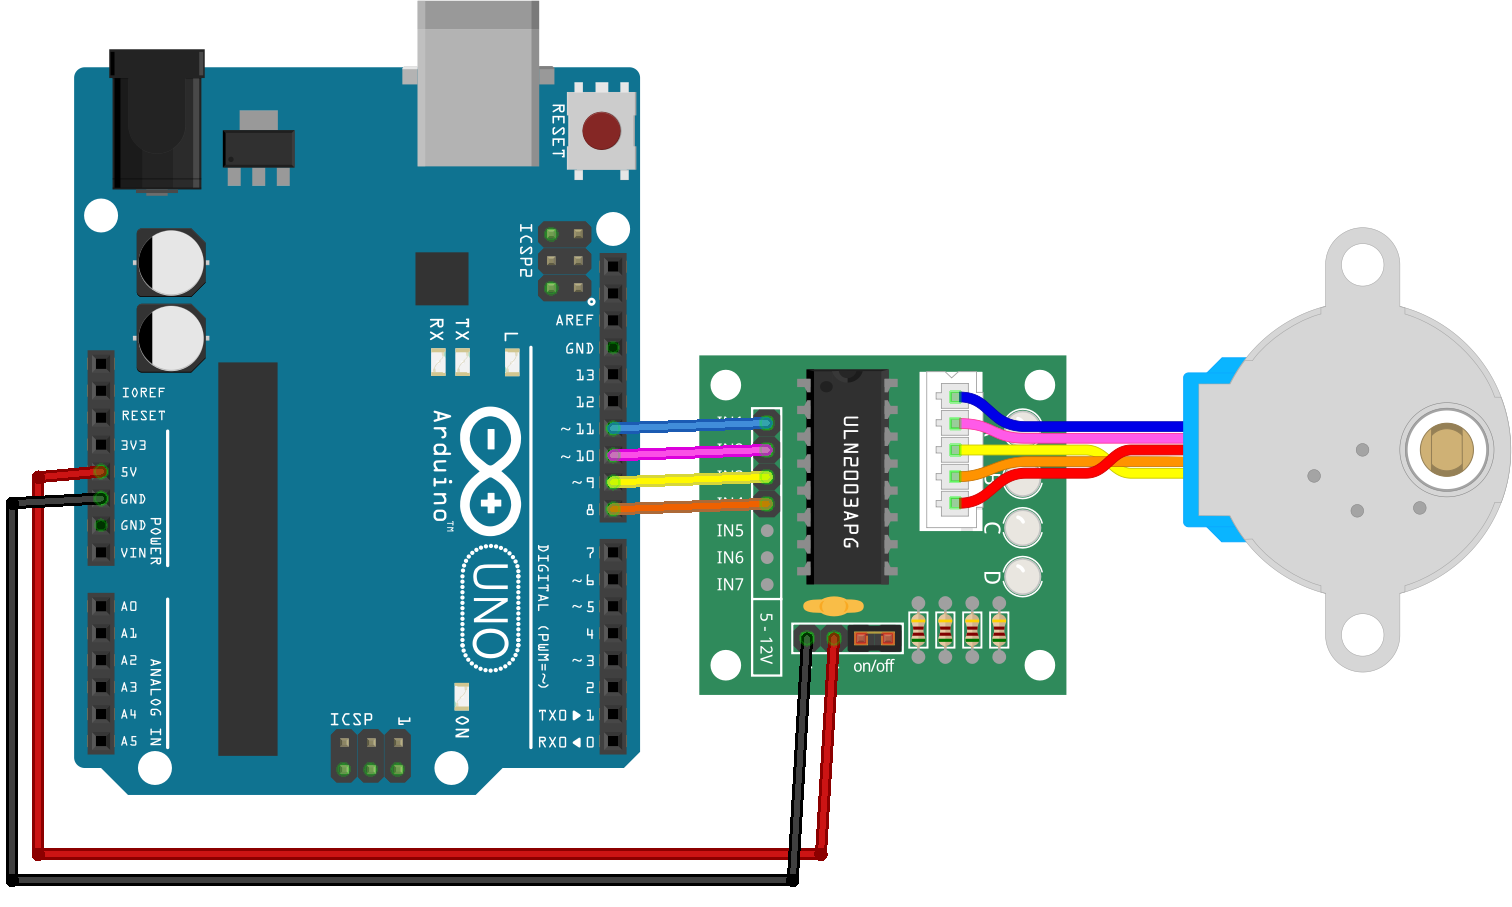 RESET
ICSP2
AREF
GND
13
12
~11
~10
~9
8
7
~6
~5
4
~3
2
TX0▶1
RX0◀0
DIGITAL (PWM=~)
RX
TX
L
Arduino™
UNO
ON
ICSP
1
IOREF
RESET
3V3
5V
GND
GND
VIN
POWER
A0
A1
A2
A3
A4
A5
ANALOG IN
IN5
IN6
IN7
5 - 12V
ULN2003APG
on/off
C
D